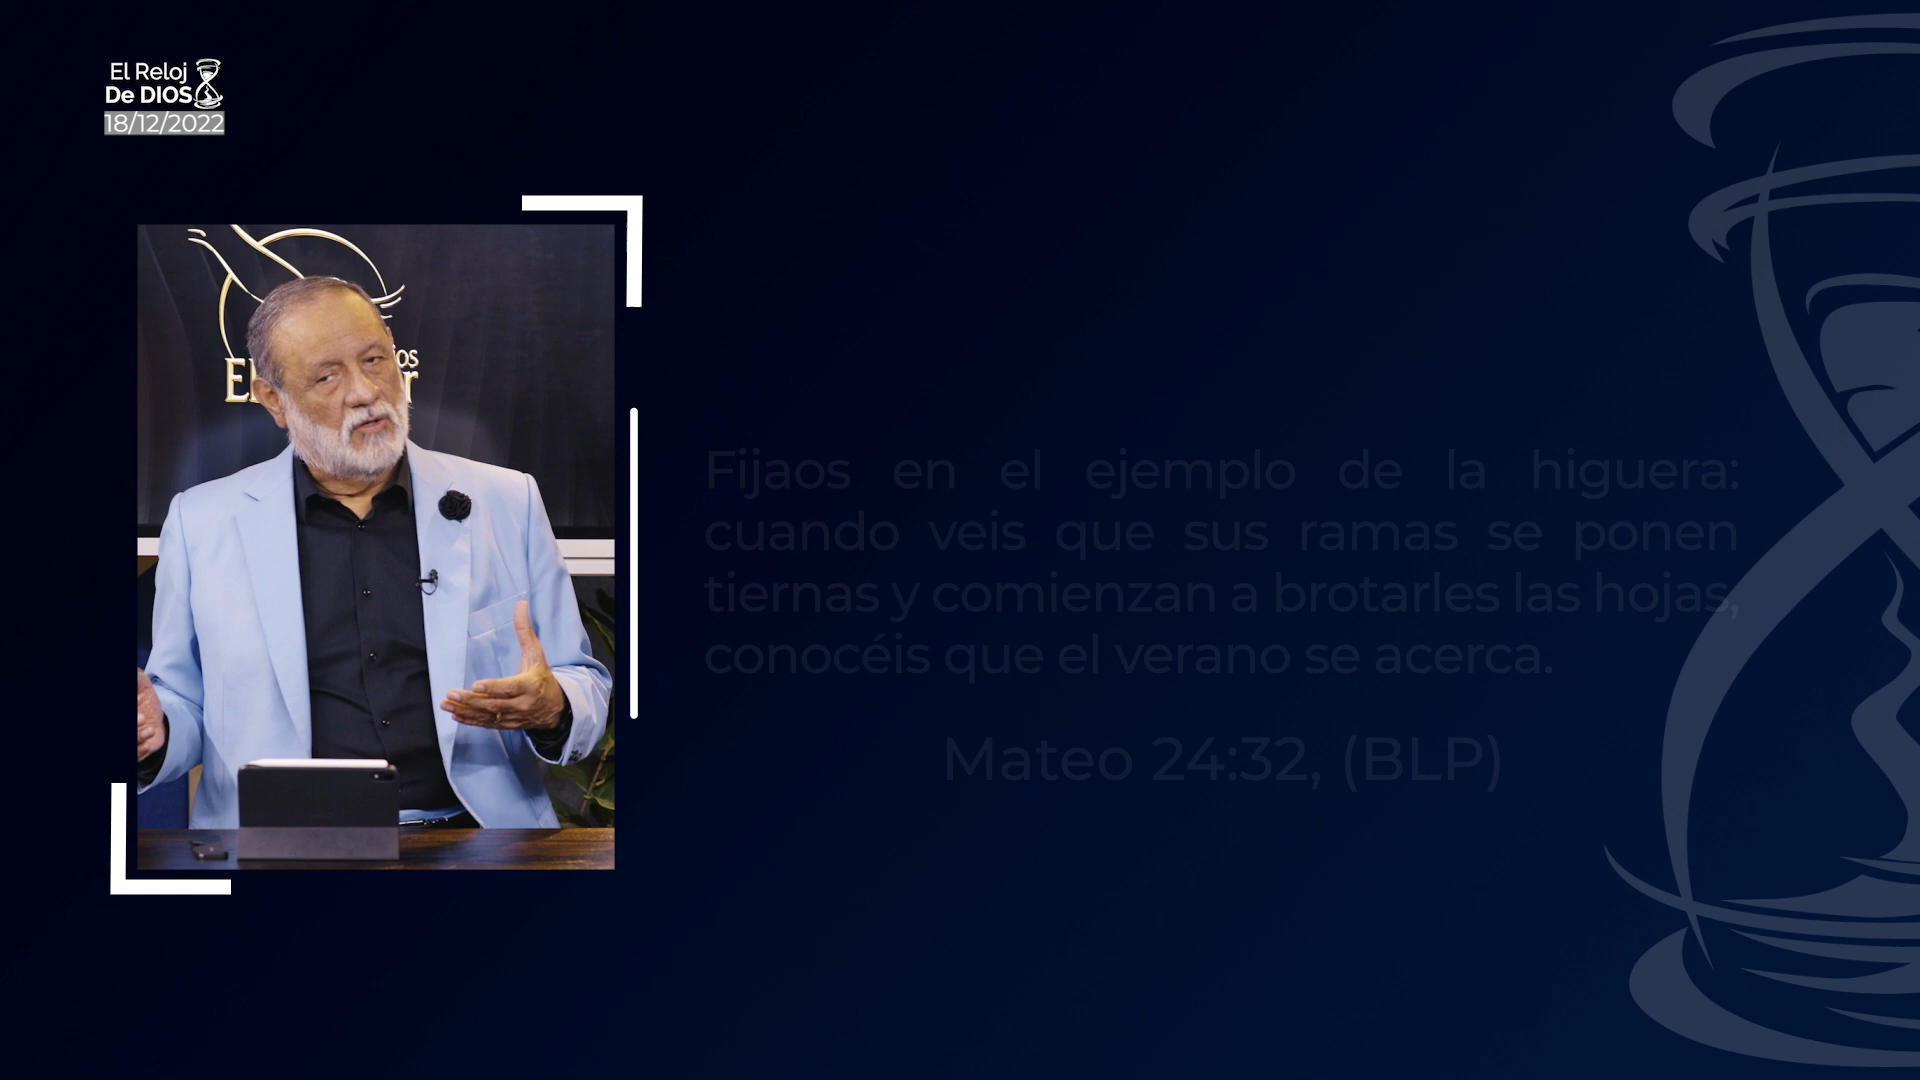 El Reloj
De DIOS
18/12/2022
Fijaos en el ejemplo de la higuera:
cuando veis que sus ramas se ponen
tiernas y comienzan a brotarles las hojas,
conocéis que el verano se acerca.
Mateo 24:32, (BLP)